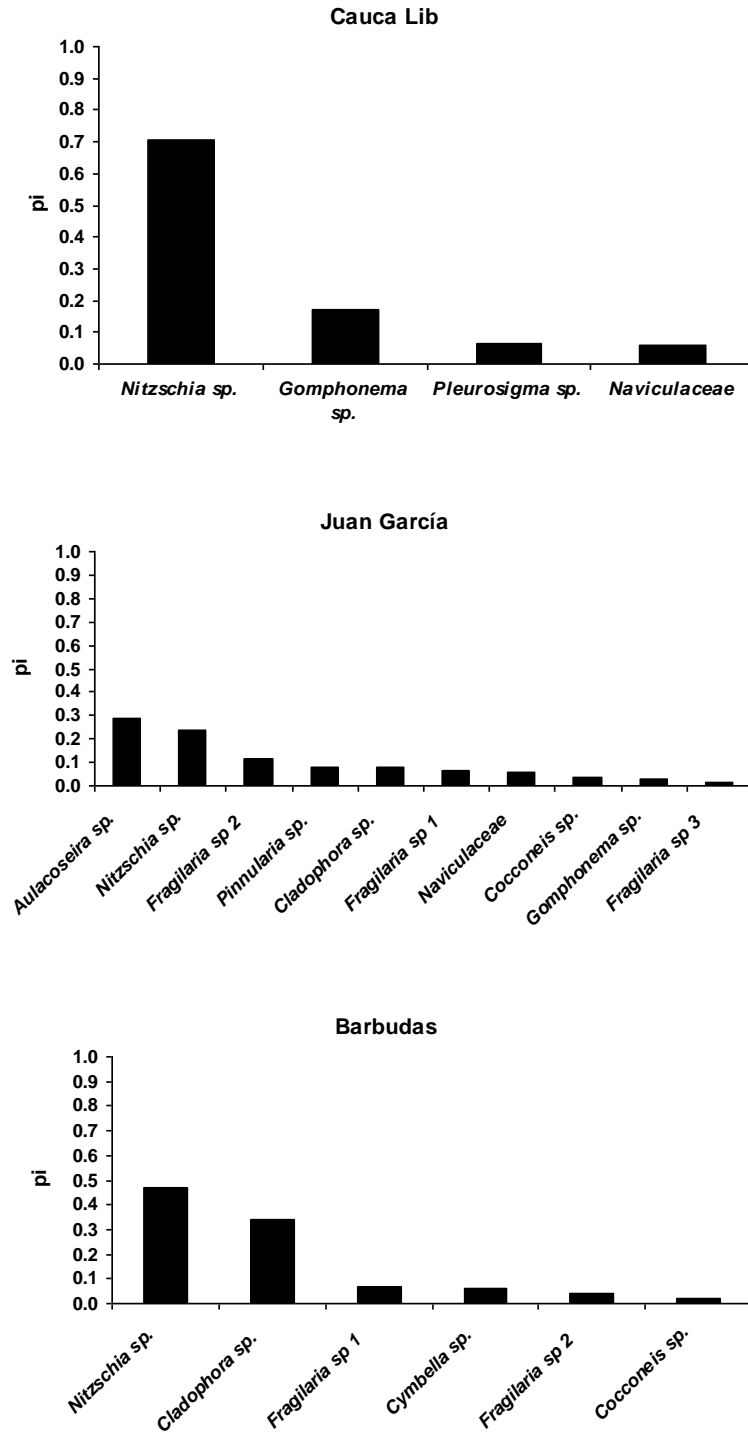 Cauca Lib
1.0
0.9
0.8
0.7
0.6
0.5
0.4
0.3
0.2
0.1
0.0
pi
Nitzschia sp.
Gomphonema
sp.
Pleurosigma sp.
Naviculaceae
Juan García
1.0
0.9
0.8
0.7
0.6
0.5
0.4
0.3
0.2
0.1
0.0
pi
Aulacoseira sp.
Nitzschia sp.
Fragilaria sp 2
Pinnularia sp.
Cladophora sp.
Fragilaria sp 1
Naviculaceae
Cocconeis sp.
Gomphonema sp.
Fragilaria sp 3
Barbudas
1.0
0.9
0.8
0.7
0.6
0.5
0.4
0.3
0.2
0.1
0.0
pi
Nitzschia sp.
Cladophora sp.
Fragilaria sp 1
Cymbella sp.
Fragilaria sp 2
Cocconeis sp.